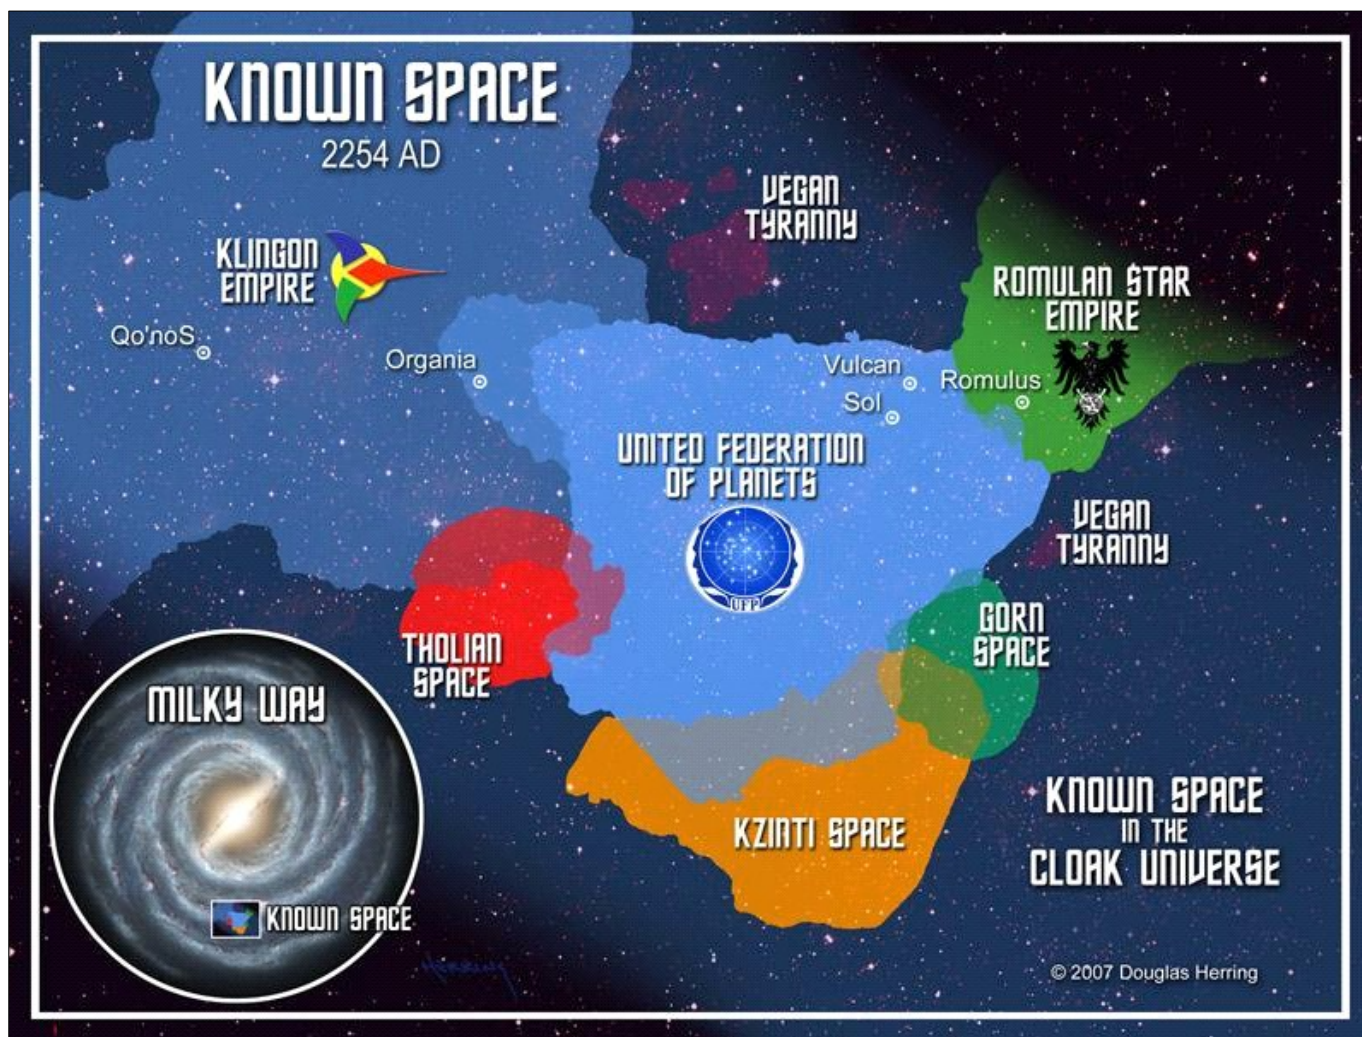 KNOWN SPACE
2254 AD
VEGAN
TYRANNY
KLINGON
EMPIRE
ROMULAN STAR
EMPIRE
Qo'noS
Organia
Vulcan
Romulus
Sol
UNITED FEDERATION
OF PLANETS
UFP
VEGAN
TYRANNY
GORN
SPACE
THOLIAN
SPACE
MILKY WAY
KNOWN SPACE
IN THE
CLOAK UNIVERSE
KZINTI SPACE
KNOWN SPACE
HERRING
© 2007 Douglas Herring